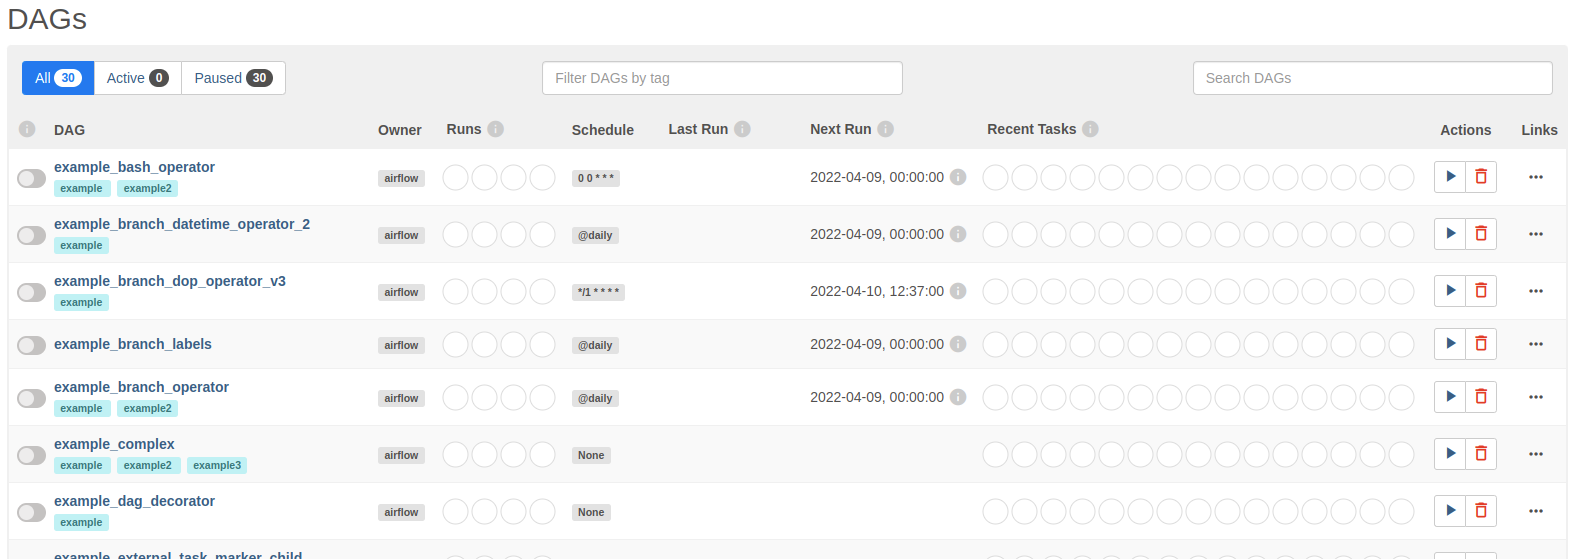 DAGs
All 30 Active 0 Paused 30 Filter DAGs by tag Search DAGs
DAG Owner Runs Schedule Last Run Next Run Recent Tasks Actions Links
example_bash_operator
example example2 airflow 0 0 * * * 2022-04-09, 00:00:00
example_branch_datetime_operator_2
example airflow @daily 2022-04-09, 00:00:00
example_branch_dop_operator_v3
example airflow */1 * * * * 2022-04-10, 12:37:00
example_branch_labels airflow @daily 2022-04-09, 00:00:00
example_branch_operator
example example2 airflow @daily 2022-04-09, 00:00:00
example_complex
example example2 example3 airflow None
example_dag_decorator
example airflow None
example_external_task_marker_child